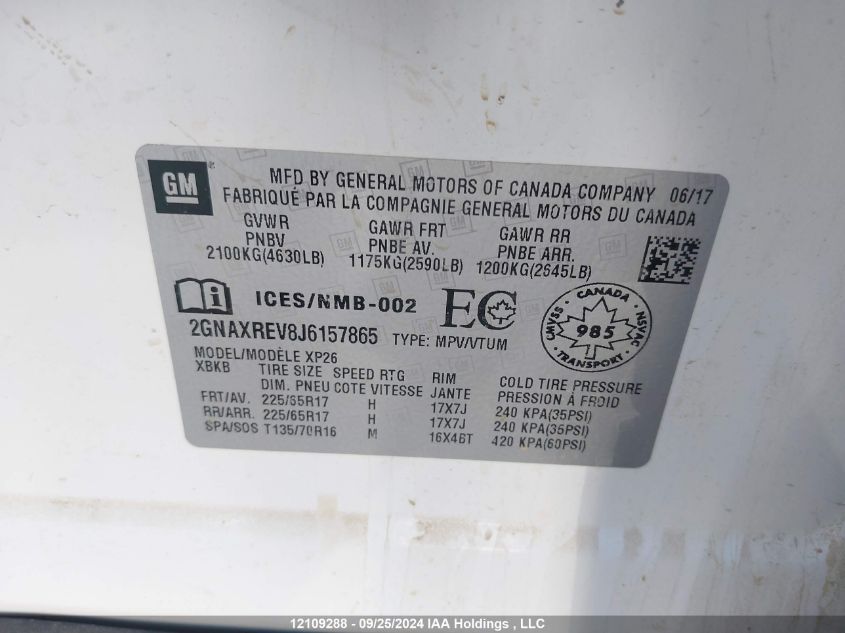 GM
MFD BY GENERAL MOTORS OF CANADA COMPANY 06/17
FABRIQUÉ PAR LA COMPAGNIE GENERAL MOTORS DU CANADA
GVWR GAWR FRT GAWR RR
PNBV PNBE AV. PNBE ARR.
2100KG(4630LB) 1175KG(2590LB) 1200KG(2645LB)
ICES/NMB-002 EC
2GNAXREV8J6157865 TYPE: MPV/VTUM
CANADA
CMVSS NSVAC
985
TRANSPORT
MODEL/MODÈLE XP26
XBKB TIRE SIZE SPEED RTG RIM COLD TIRE PRESSURE
DIM. PNEU COTE VITESSE JANTE PRESSION À FROID
FRT/AV. 225/65R17 H 17X7J 240 KPA(35PSI)
RR/ARR. 225/65R17 H 17X7J 240 KPA(35PSI)
SPA/SOS T135/70R16 M 16X4BT 420 KPA(60PSI)
12109288 - 09/25/2024 IAA Holdings , LLC